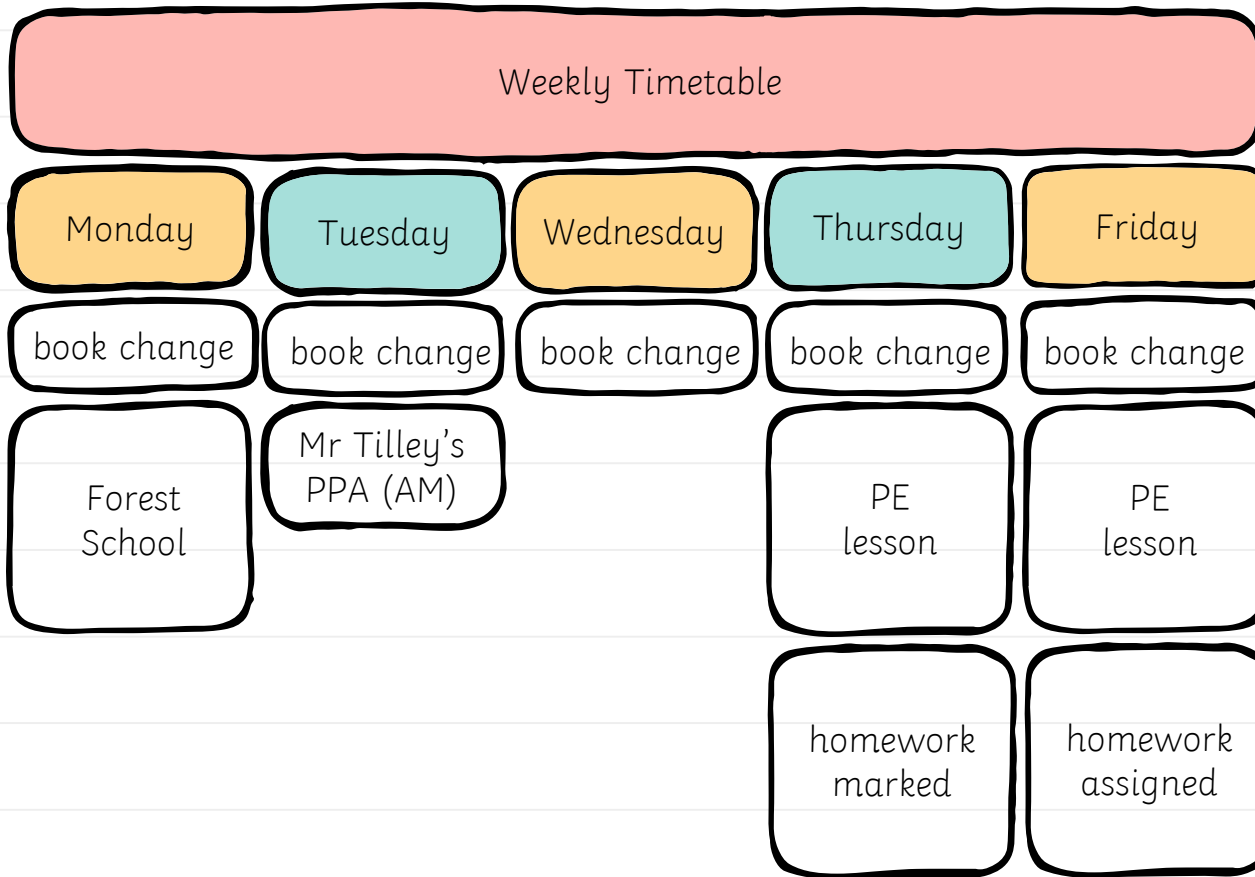 Weekly Timetable
Monday
Tuesday
Wednesday
Thursday
Friday
book change
book change
book change
book change
book change
Forest
School
Mr Tilley's
PPA (AM)
PE
lesson
PE
lesson
homework
marked
homework
assigned